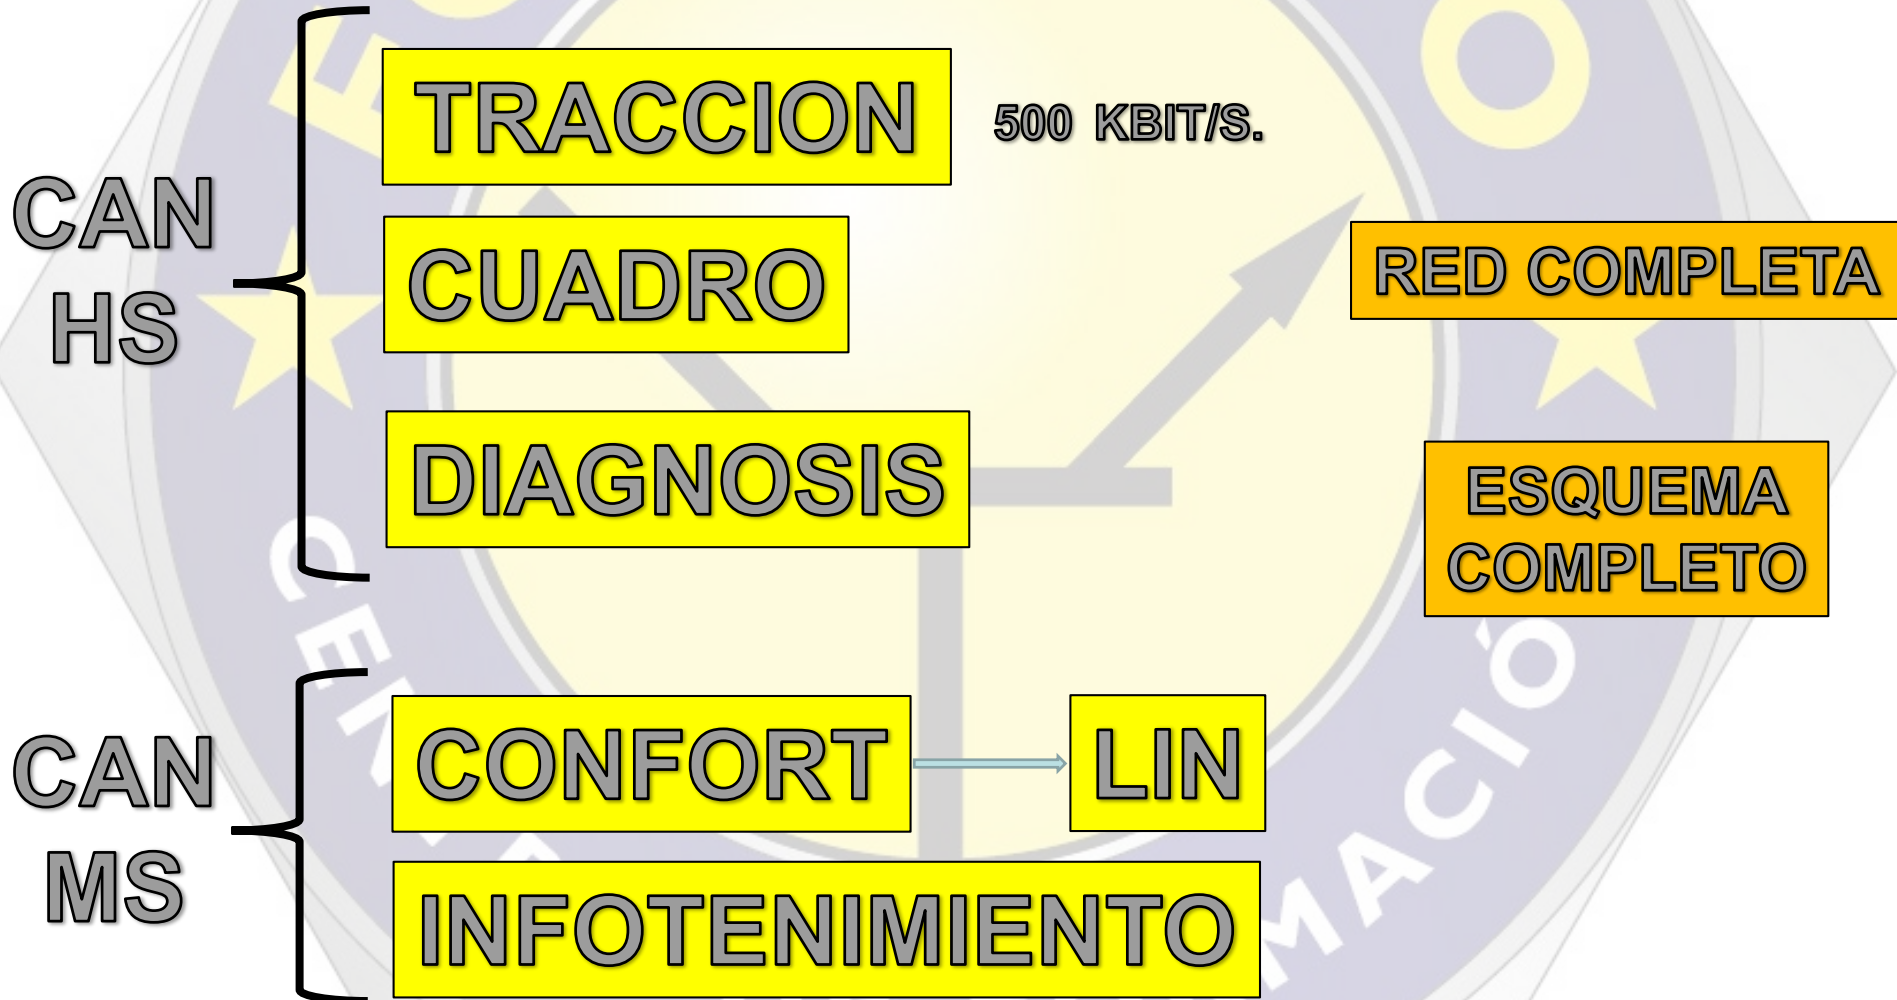 CAN
HS
TRACCION
500 KBIT/S.
CUADRO
DIAGNOSIS
RED COMPLETA
ESQUEMA
COMPLETO
CAN
MS
CONFORT
LIN
INFOTENIMIENTO